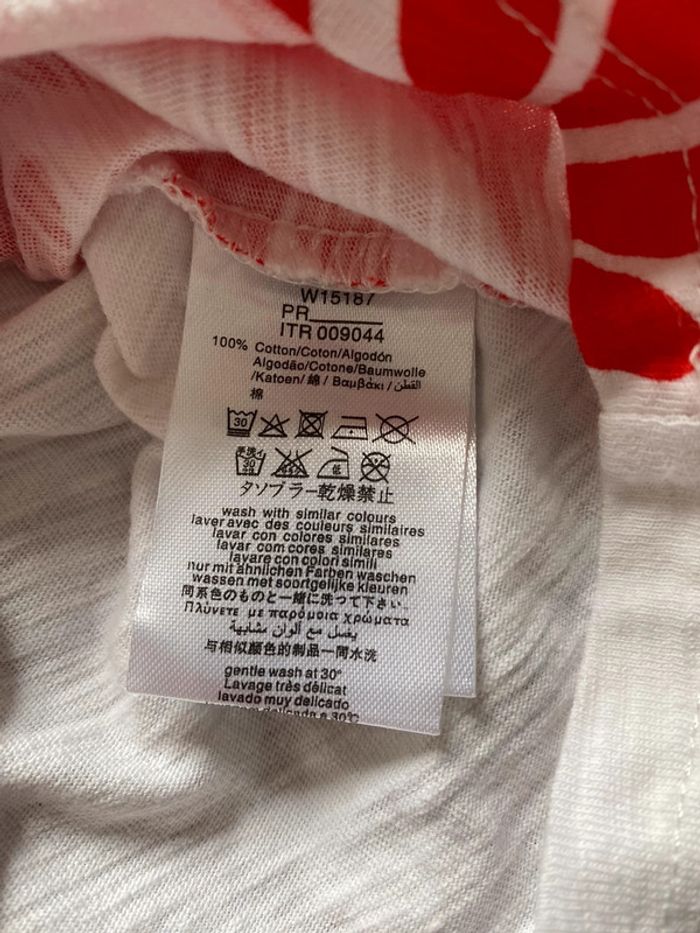 W15187
PR______
ITR 009044
100% Cotton/Coton/Algodón
Algodão/Cotone/Baumwolle
/Katoen/ 綿 / Βαμβάκι / القطن/
棉
30
30
タンブラー乾燥禁止
wash with similar colours
laver avec des couleurs similaires
lavar con colores similares
lavar com cores similares
lavare con colori simili
nur mit ähnlichen Farben waschen
wassen met soortgelijke kleuren
同系色のものと一緒に洗って下さい
Πλύνετε με παρόμοια χρώματα
يغسل مع ألوان مشابهة
与相似颜色的制品一同水洗
gentle wash at 30°
Lavage très délicat
lavado muy delicado
delicada a 30°C